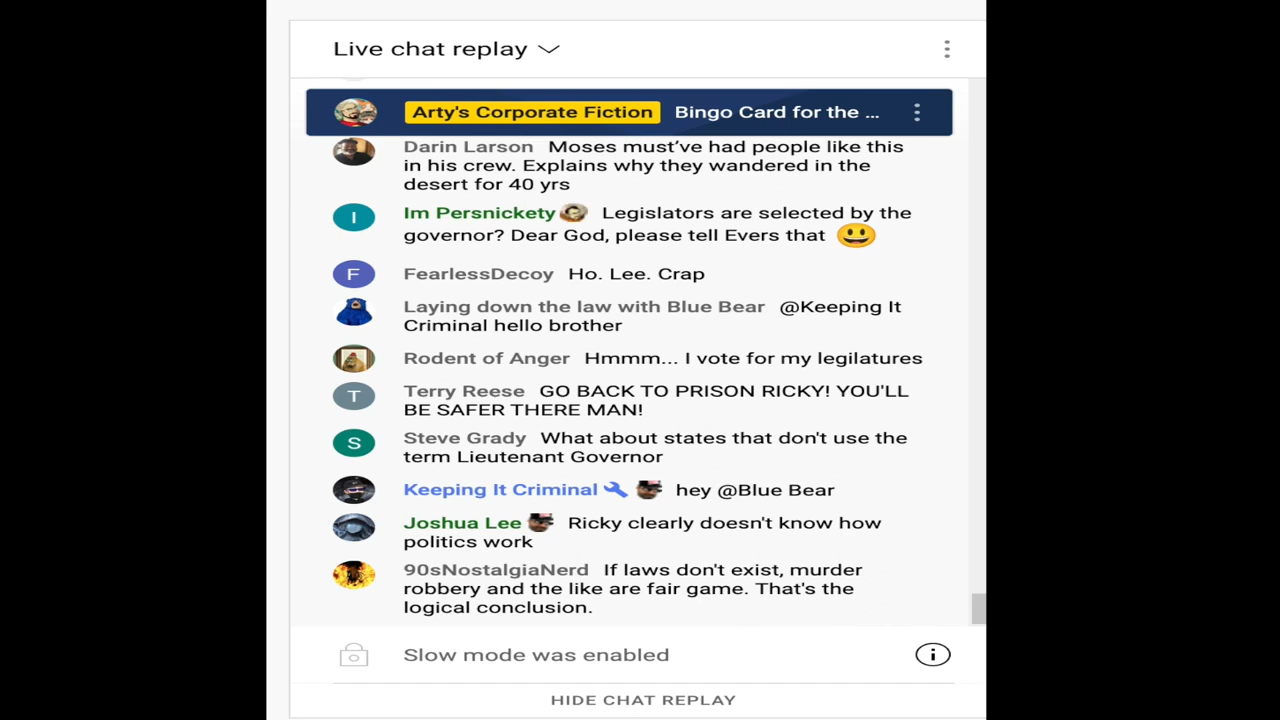 Live chat replay
Arty's Corporate Fiction Bingo Card for the ...
Darin Larson Moses must've had people like this
in his crew. Explains why they wandered in the
desert for 40 yrs
I Im Persnickety Legislators are selected by the
governor? Dear God, please tell Evers that 😃
F FearlessDecoy Ho. Lee. Crap
Laying down the law with Blue Bear @Keeping It
Criminal hello brother
Rodent of Anger Hmmm... I vote for my legilatures
T Terry Reese GO BACK TO PRISON RICKY! YOU'LL
BE SAFER THERE MAN!
S Steve Grady What about states that don't use the
term Lieutenant Governor
Keeping It Criminal hey @Blue Bear
Joshua Lee Ricky clearly doesn't know how
politics work
90sNostalgiaNerd If laws don't exist, murder
robbery and the like are fair game. That's the
logical conclusion.
Slow mode was enabled
HIDE CHAT REPLAY